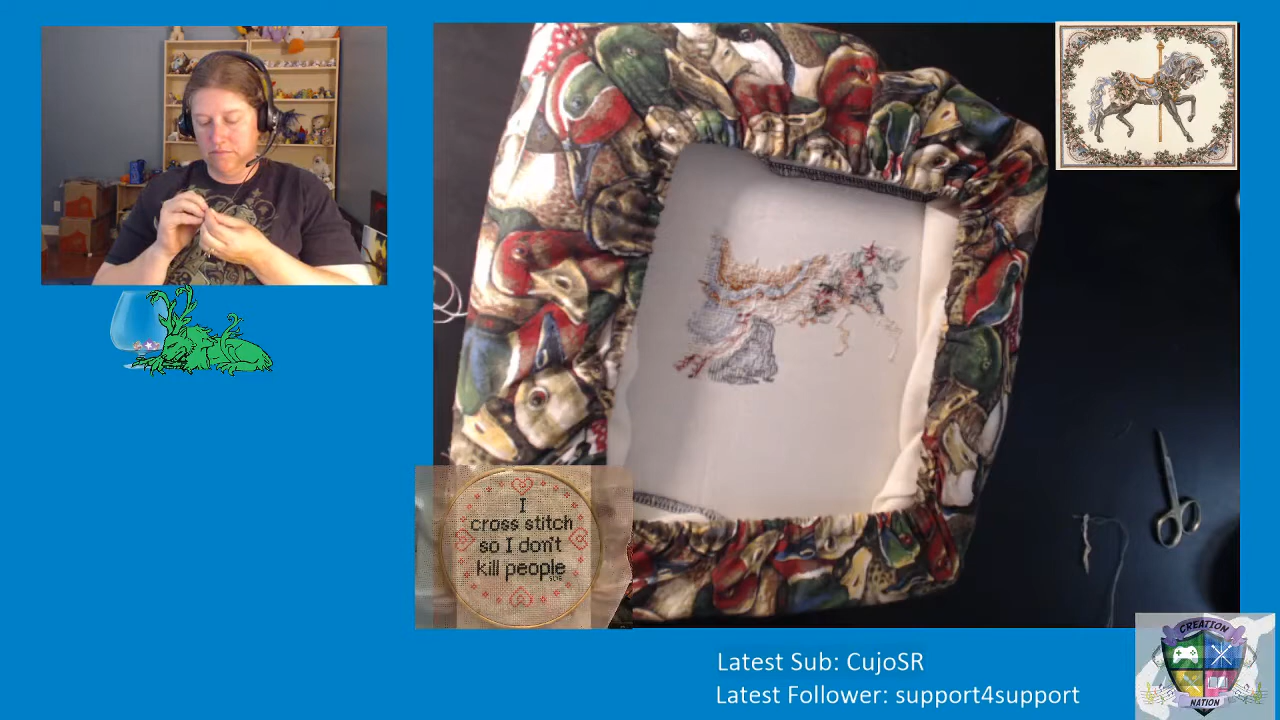 I
cross stitch
so I don't
kill people
Latest Sub: CujoSR
Latest Follower: support4support
CREATION
NATION